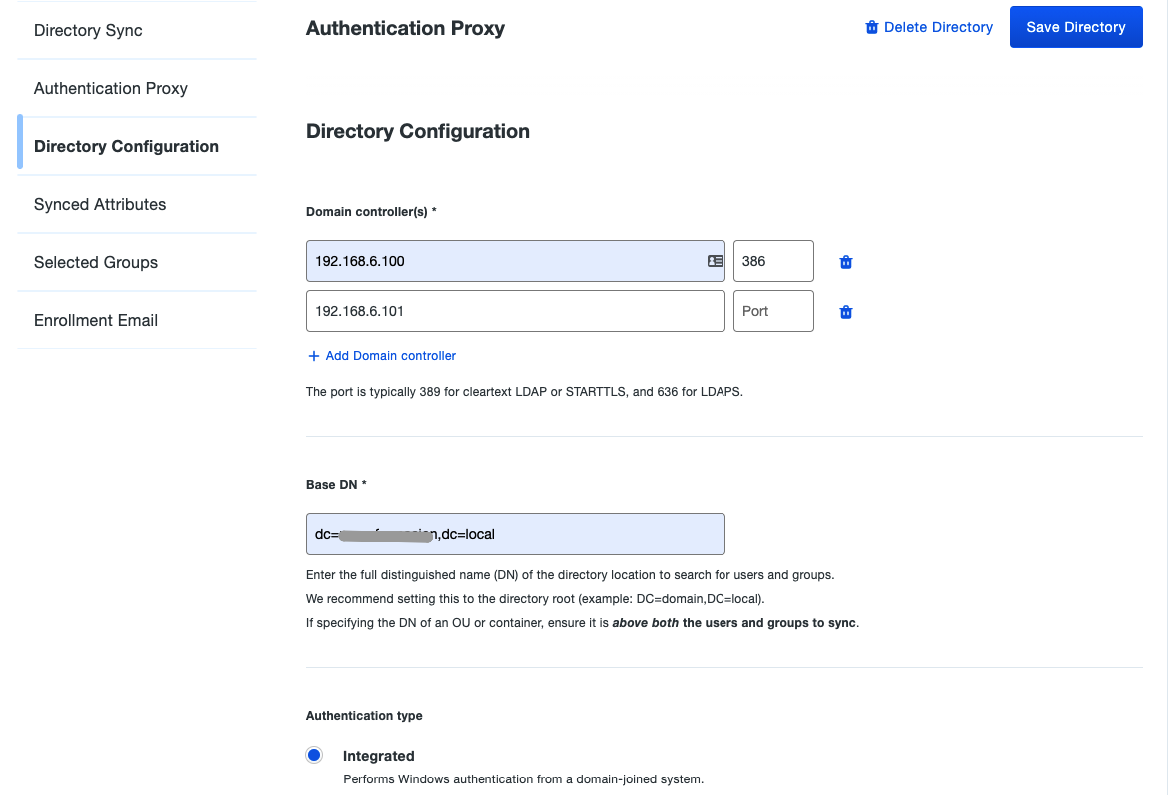 Directory Sync
Authentication Proxy
Directory Configuration
Synced Attributes
Selected Groups
Enrollment Email
Authentication Proxy
Delete Directory
Save Directory
Directory Configuration
Domain controller(s) *
192.168.6.100
386
192.168.6.101
Port
+ Add Domain controller
The port is typically 389 for cleartext LDAP or STARTTLS, and 636 for LDAPS.
Base DN *
dc= n,dc=local
Enter the full distinguished name (DN) of the directory location to search for users and groups.
We recommend setting this to the directory root (example: DC=domain,DC=local).
If specifying the DN of an OU or container, ensure it is above both the users and groups to sync.
Authentication type
Integrated
Performs Windows authentication from a domain-joined system.